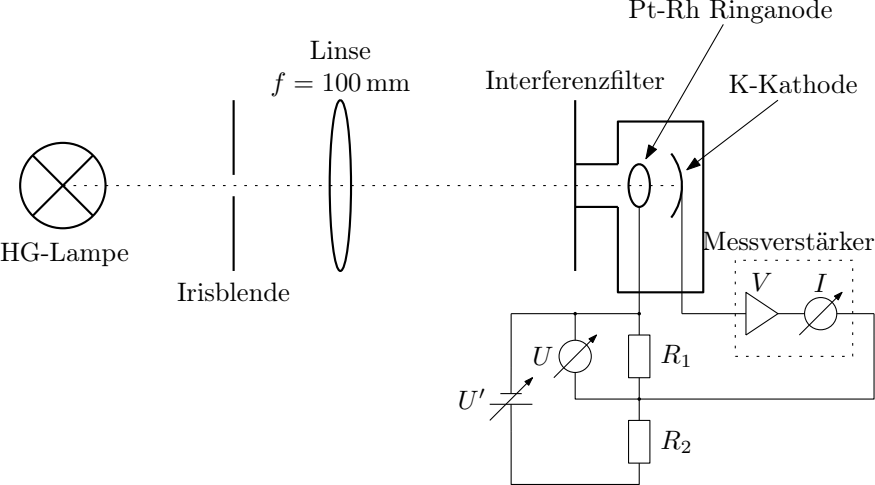 Pt-Rh Ringanode
Linse
f = 100 mm
Interferenzfilter
K-Kathode
HG-Lampe
Irisblende
Messverstärker
V
I
U
R1
U′
R2